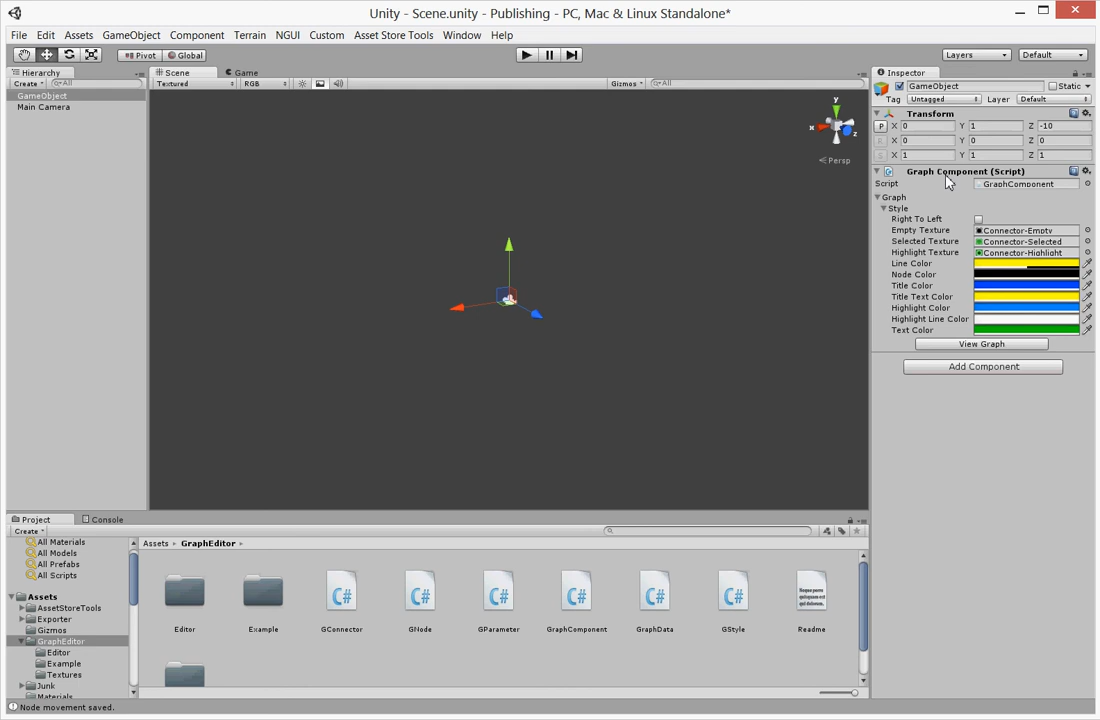 Unity - Scene.unity - Publishing - PC, Mac & Linux Standalone*
File Edit Assets GameObject Component Terrain NGUI Custom Asset Store Tools Window Help
Pivot Global Layers Default
Hierarchy
Create All
GameObject
Main Camera
Scene Game
Textured RGB Gizmos All
y
x
z
Persp
Inspector
GameObject Static
Tag Untagged Layer Default
Transform
P X 0 Y 1 Z -10
R X 0 Y 0 Z 0
S X 1 Y 1 Z 1
Graph Component (Script)
Script GraphComponent
Graph
Style
Right To Left
Empty Texture Connector-Empty
Selected Texture Connector-Selected
Highlight Texture Connector-Highlight
Line Color
Node Color
Title Color
Title Text Color
Highlight Color
Highlight Line Color
Text Color
View Graph
Add Component
Project Console
Create
All Materials
All Models
All Prefabs
All Scripts
Assets
AssetStoreTools
Exporter
Gizmos
GraphEditor
Editor
Example
Textures
Junk
Materials
Assets GraphEditor
C# C# C# C# C# C#
Editor Example GConnector GNode GParameter GraphComponent GraphData GStyle Readme
Node movement saved.